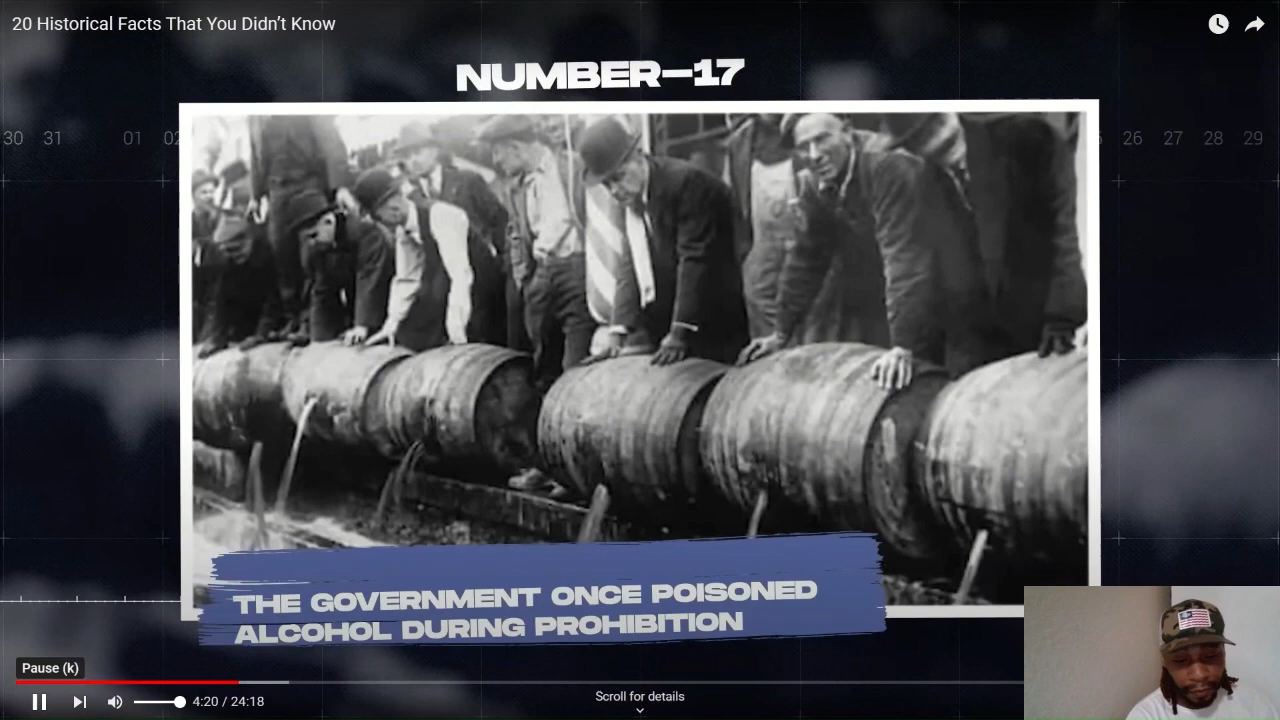 20 Historical Facts That You Didn't Know
NUMBER—17
30 31 01 02
26 27 28 29
THE GOVERNMENT ONCE POISONED
ALCOHOL DURING PROHIBITION
Pause (k)
4:20 / 24:18
Scroll for details